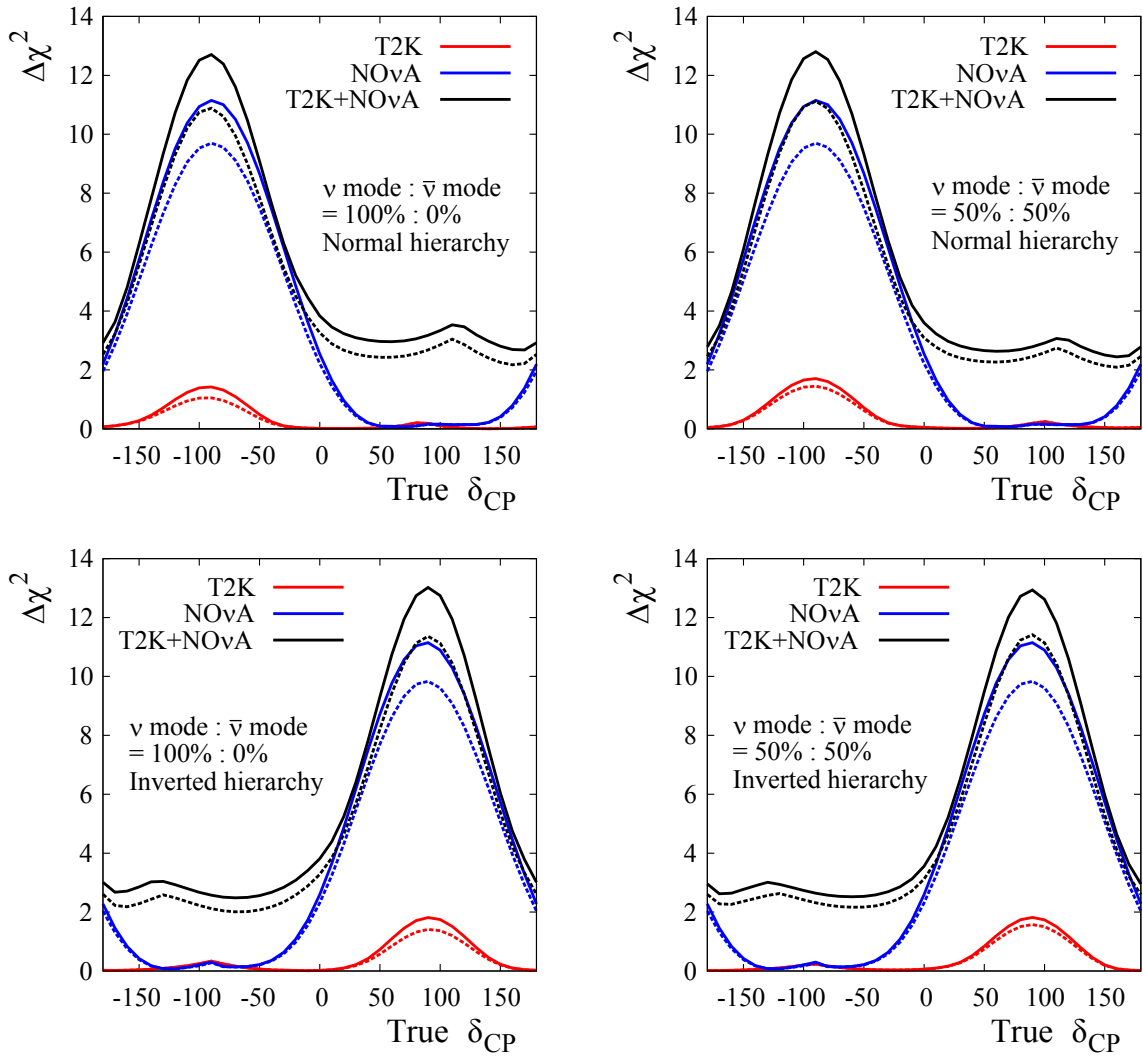 Δχ²
14
12
10
8
6
4
2
0
T2K
NOνA
T2K+NOνA
ν mode : ν̄ mode
= 100% : 0%
Normal hierarchy
-150 -100 -50 0 50 100 150
True δCP
Δχ²
14
12
10
8
6
4
2
0
T2K
NOνA
T2K+NOνA
ν mode : ν̄ mode
= 50% : 50%
Normal hierarchy
-150 -100 -50 0 50 100 150
True δCP
Δχ²
14
12
10
8
6
4
2
0
T2K
NOνA
T2K+NOνA
ν mode : ν̄ mode
= 100% : 0%
Inverted hierarchy
-150 -100 -50 0 50 100 150
True δCP
Δχ²
14
12
10
8
6
4
2
0
T2K
NOνA
T2K+NOνA
ν mode : ν̄ mode
= 50% : 50%
Inverted hierarchy
-150 -100 -50 0 50 100 150
True δCP